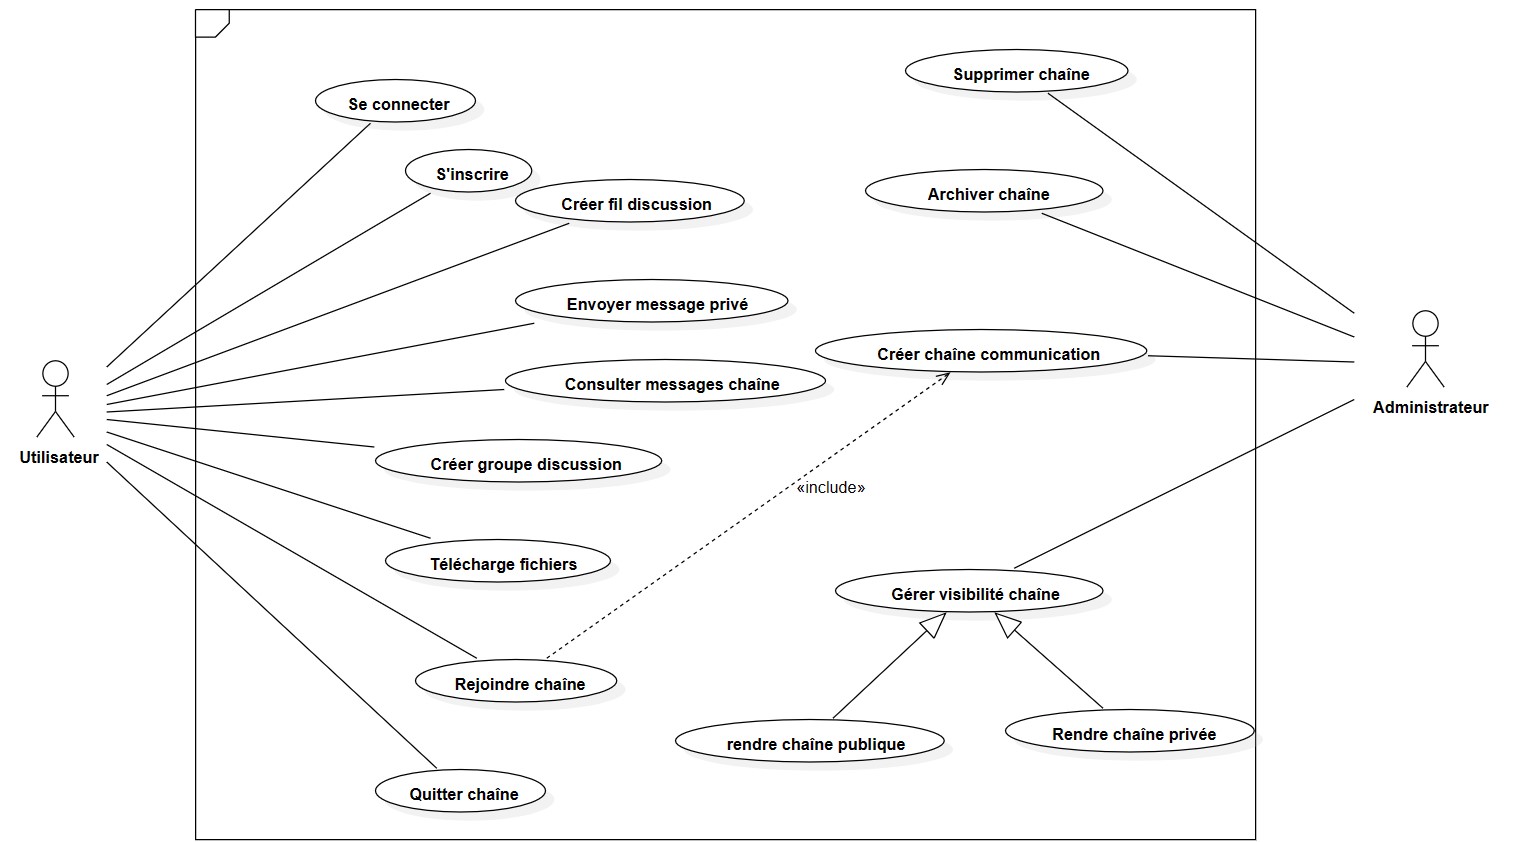 Supprimer chaîne
Se connecter
S'inscrire
Archiver chaîne
Créer fil discussion
Envoyer message privé
Créer chaîne communication
Consulter messages chaîne
Administrateur
Utilisateur
Créer groupe discussion
«include»
Télécharge fichiers
Gérer visibilité chaîne
Rejoindre chaîne
Rendre chaîne privée
rendre chaîne publique
Quitter chaîne